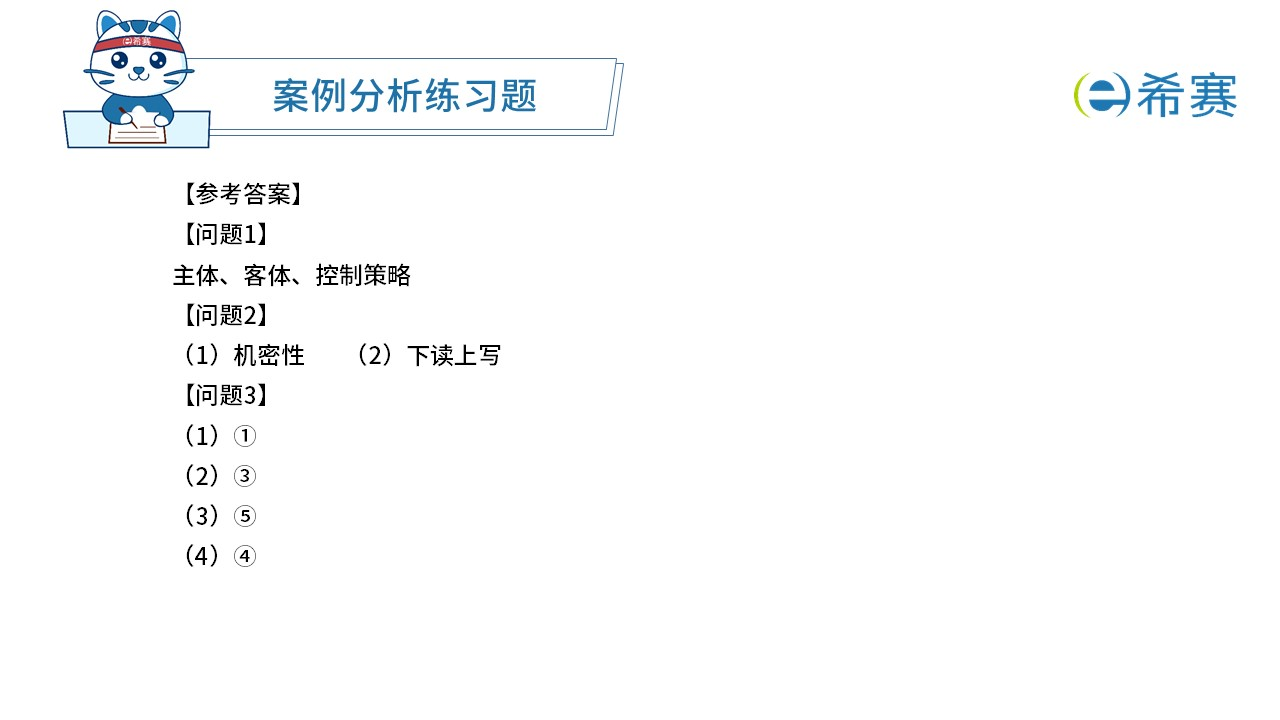 希赛
案例分析练习题
希赛
【参考答案】
【问题1】
主体、客体、控制策略
【问题2】
（1）机密性 （2）下读上写
【问题3】
（1）①
（2）③
（3）⑤
（4）④